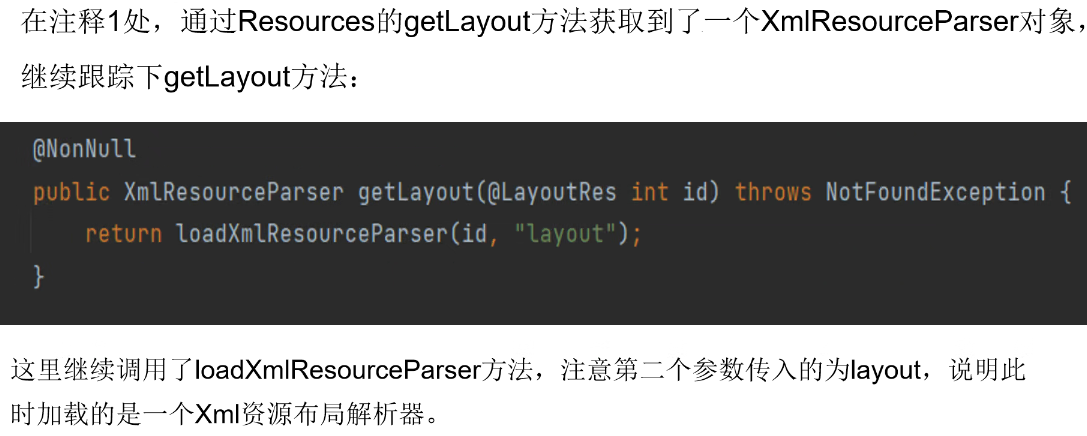 在注释1处，通过Resources的getLayout方法获取到了一个XmlResourceParser对象，
继续跟踪下getLayout方法：
@NonNull
public XmlResourceParser getLayout(@LayoutRes int id) throws NotFoundException {
    return loadXmlResourceParser(id, "layout");
}
这里继续调用了loadXmlResourceParser方法，注意第二个参数传入的为layout，说明此
时加载的是一个Xml资源布局解析器。